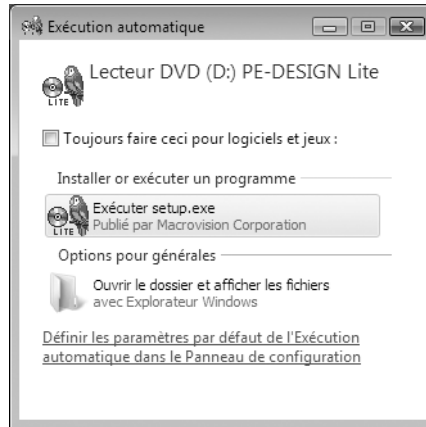 Exécution automatique
Lecteur DVD (D:) PE-DESIGN Lite
LITE
Toujours faire ceci pour logiciels et jeux :
Installer or exécuter un programme
Exécuter setup.exe
LITE
Publié par Macrovision Corporation
Options pour générales
Ouvrir le dossier et afficher les fichiers
avec Explorateur Windows
Définir les paramètres par défaut de l'Exécution
automatique dans le Panneau de configuration